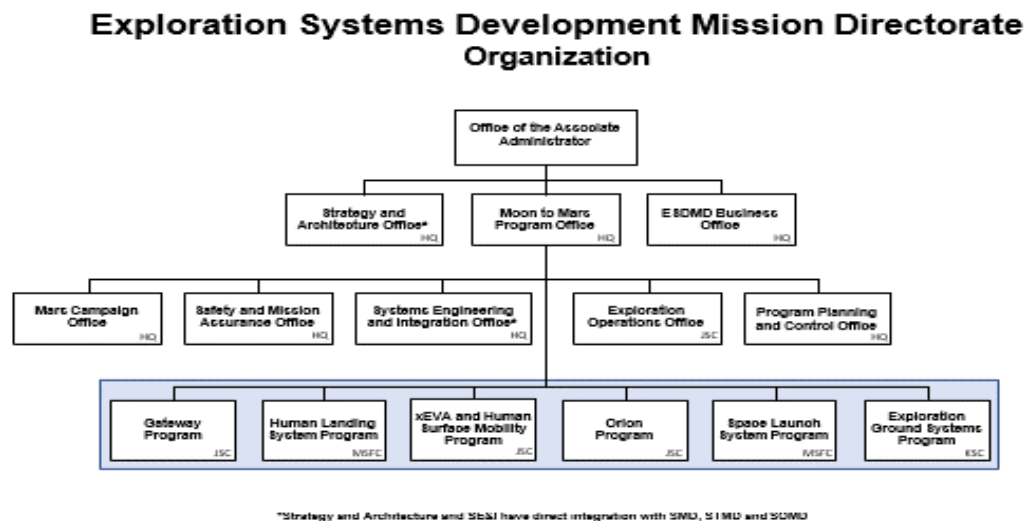 Exploration Systems Development Mission Directorate
Organization
Office of the Associate
Administrator
Strategy and
Architecture Office*
HQ
Moon to Mars
Program Office
HQ
ESDMD Business
Office
HQ
Mars Campaign
Office
HQ
Safety and Mission
Assurance Office
HQ
Systems Engineering
and Integration Office*
HQ
Exploration
Operations Office
JSC
Program Planning
and Control Office
HQ
Gateway
Program
JSC
Human Landing
System Program
MSFC
xEVA and Human
Surface Mobility
Program
JSC
Orion
Program
JSC
Space Launch
System Program
MSFC
Exploration
Ground Systems
Program
KSC
*Strategy and Architecture and SE&I have direct integration with SMD, STMD and SOMD